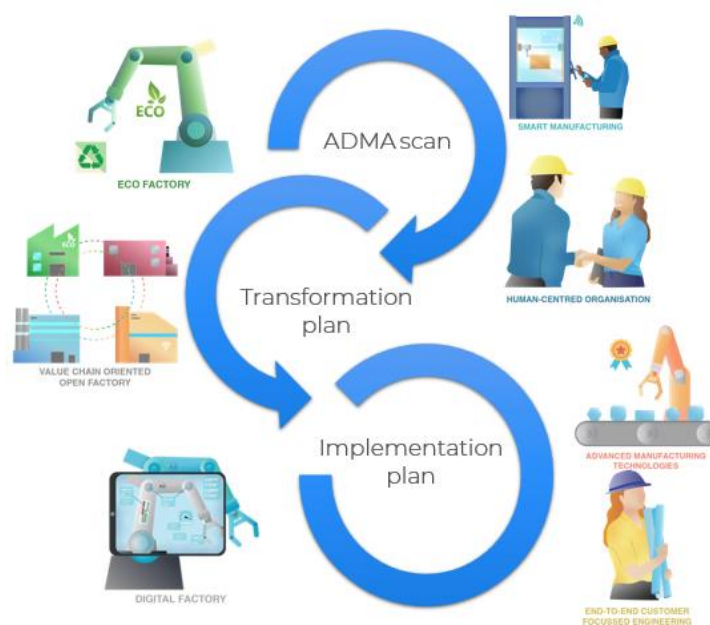 ADMA scan
SMART MANUFACTURING
ECO
ECO FACTORY
HUMAN-CENTRED ORGANISATION
ECO
Transformation
plan
VALUE CHAIN ORIENTED
OPEN FACTORY
Implementation
plan
ADVANCED MANUFACTURING
TECHNOLOGIES
DIGITAL FACTORY
END-TO-END CUSTOMER
FOCUSSED ENGINEERING